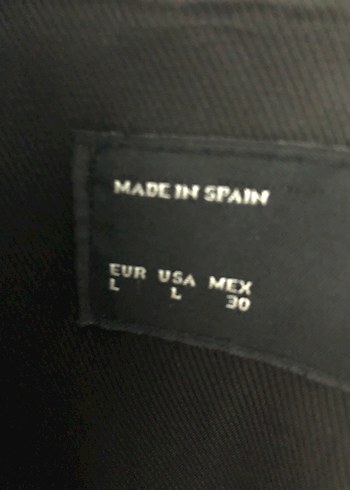 MADE IN SPAIN
EUR USA MEX
L L 30